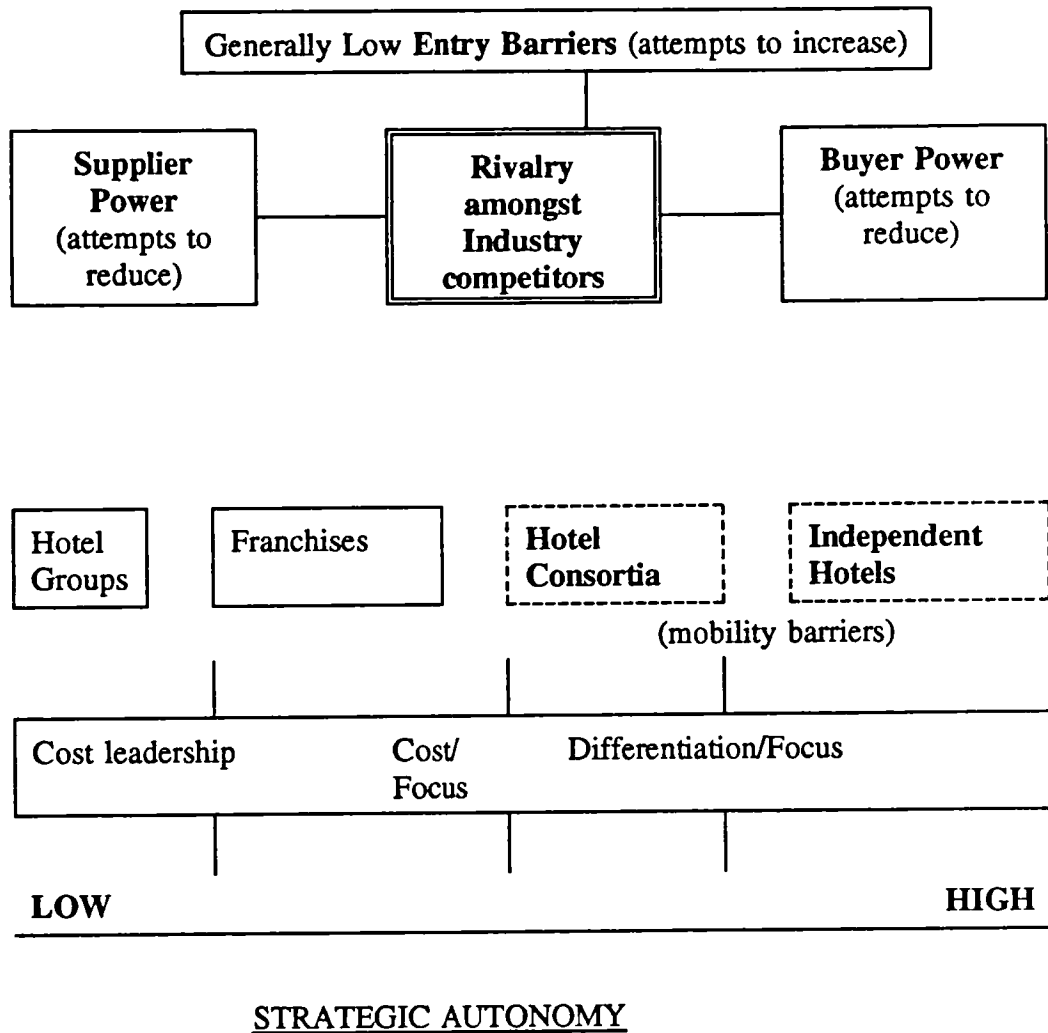 Generally Low Entry Barriers (attempts to increase)
Supplier
Power
(attempts to
reduce)
Rivalry
amongst
Industry
competitors
Buyer Power
(attempts to
reduce)
Hotel
Groups
Franchises
Hotel
Consortia
Independent
Hotels
(mobility barriers)
Cost leadership
Cost/
Focus
Differentiation/Focus
LOW
HIGH
STRATEGIC AUTONOMY